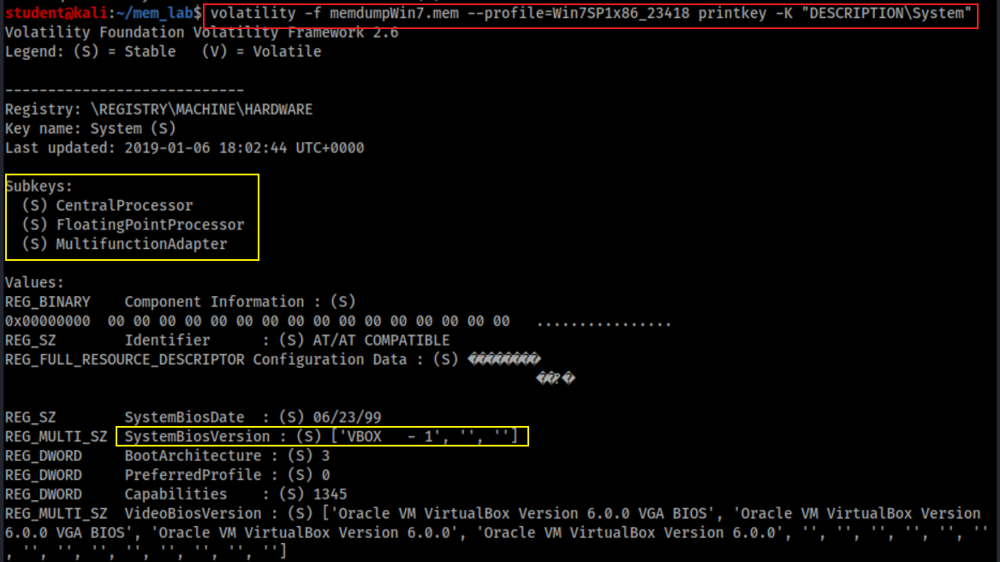 student@kali:~/mem_lab$ volatility -f memdumpWin7.mem --profile=Win7SP1x86_23418 printkey -K "DESCRIPTION\System"
Volatility Foundation Volatility Framework 2.6
Legend: (S) = Stable   (V) = Volatile
----------------------------
Registry: \REGISTRY\MACHINE\HARDWARE
Key name: System (S)
Last updated: 2019-01-06 18:02:44 UTC+0000
Subkeys:
  (S) CentralProcessor
  (S) FloatingPointProcessor
  (S) MultifunctionAdapter
Values:
REG_BINARY    Component Information : (S)
0x00000000  00 00 00 00 00 00 00 00 00 00 00 00 00 00 00 00   ................
REG_SZ        Identifier      : (S) AT/AT COMPATIBLE
REG_FULL_RESOURCE_DESCRIPTOR Configuration Data : (S) ���������
��?�
REG_SZ        SystemBiosDate  : (S) 06/23/99
REG_MULTI_SZ  SystemBiosVersion : (S) ['VBOX   - 1', '', '']
REG_DWORD     BootArchitecture : (S) 3
REG_DWORD     PreferredProfile : (S) 0
REG_DWORD     Capabilities    : (S) 1345
REG_MULTI_SZ  VideoBiosVersion : (S) ['Oracle VM VirtualBox Version 6.0.0 VGA BIOS', 'Oracle VM VirtualBox Version
6.0.0 VGA BIOS', 'Oracle VM VirtualBox Version 6.0.0', 'Oracle VM VirtualBox Version 6.0.0', '', '', '', '', '', ''
, '', '', '', '', '', '', '', '']